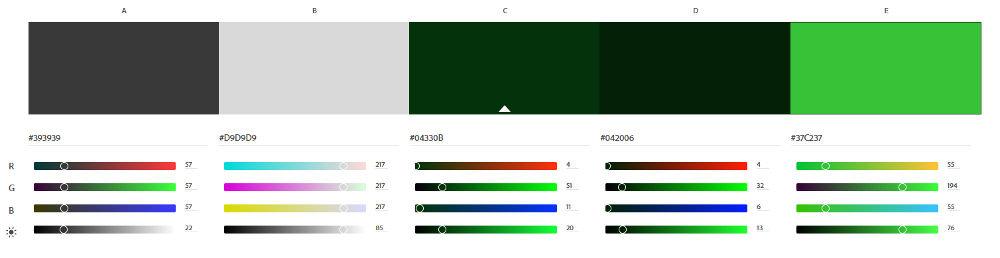 A B C D E
#393939 #D9D9D9 #04330B #042006 #37C237
R 57 217 4 4 55
G 57 217 51 32 194
B 57 217 11 6 55
22 85 20 13 76